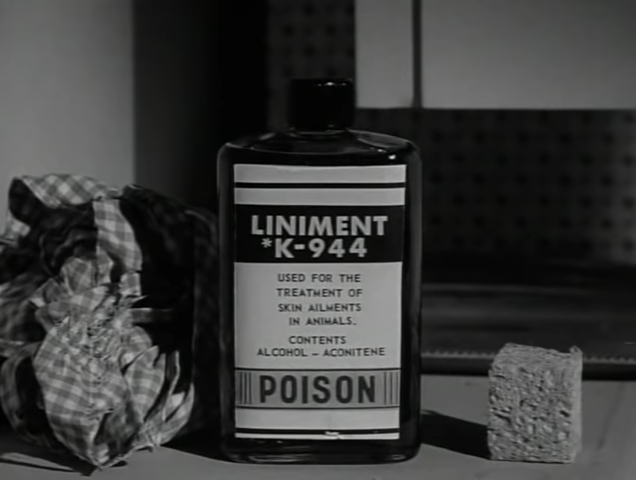 LINIMENT
*K-944
USED FOR THE
TREATMENT OF
SKIN AILMENTS
IN ANIMALS.
CONTENTS
ALCOHOL – ACONITENE
POISON